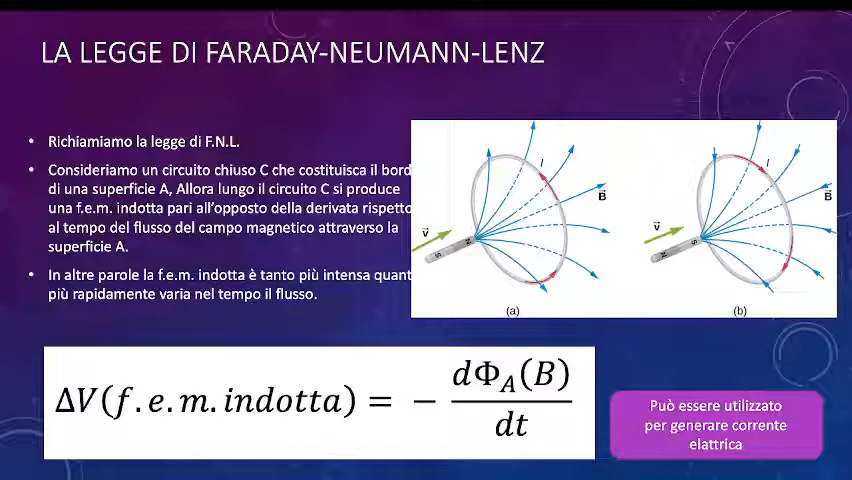 LA LEGGE DI FARADAY-NEUMANN-LENZ
• Richiamiamo la legge di F.N.L.
• Consideriamo un circuito chiuso C che costituisca il bord
di una superficie A, Allora lungo il circuito C si produce
una f.e.m. indotta pari all'opposto della derivata rispetto
al tempo del flusso del campo magnetico attraverso la
superficie A.
• In altre parole la f.e.m. indotta è tanto più intensa quant
più rapidamente varia nel tempo il flusso.
I
B⃗
v⃗
S N
(a)
I
B⃗
v⃗
N S
(b)
ΔV(f.e.m.indotta) = − dΦ_A(B)/dt
Può essere utilizzato
per generare corrente
elattrica